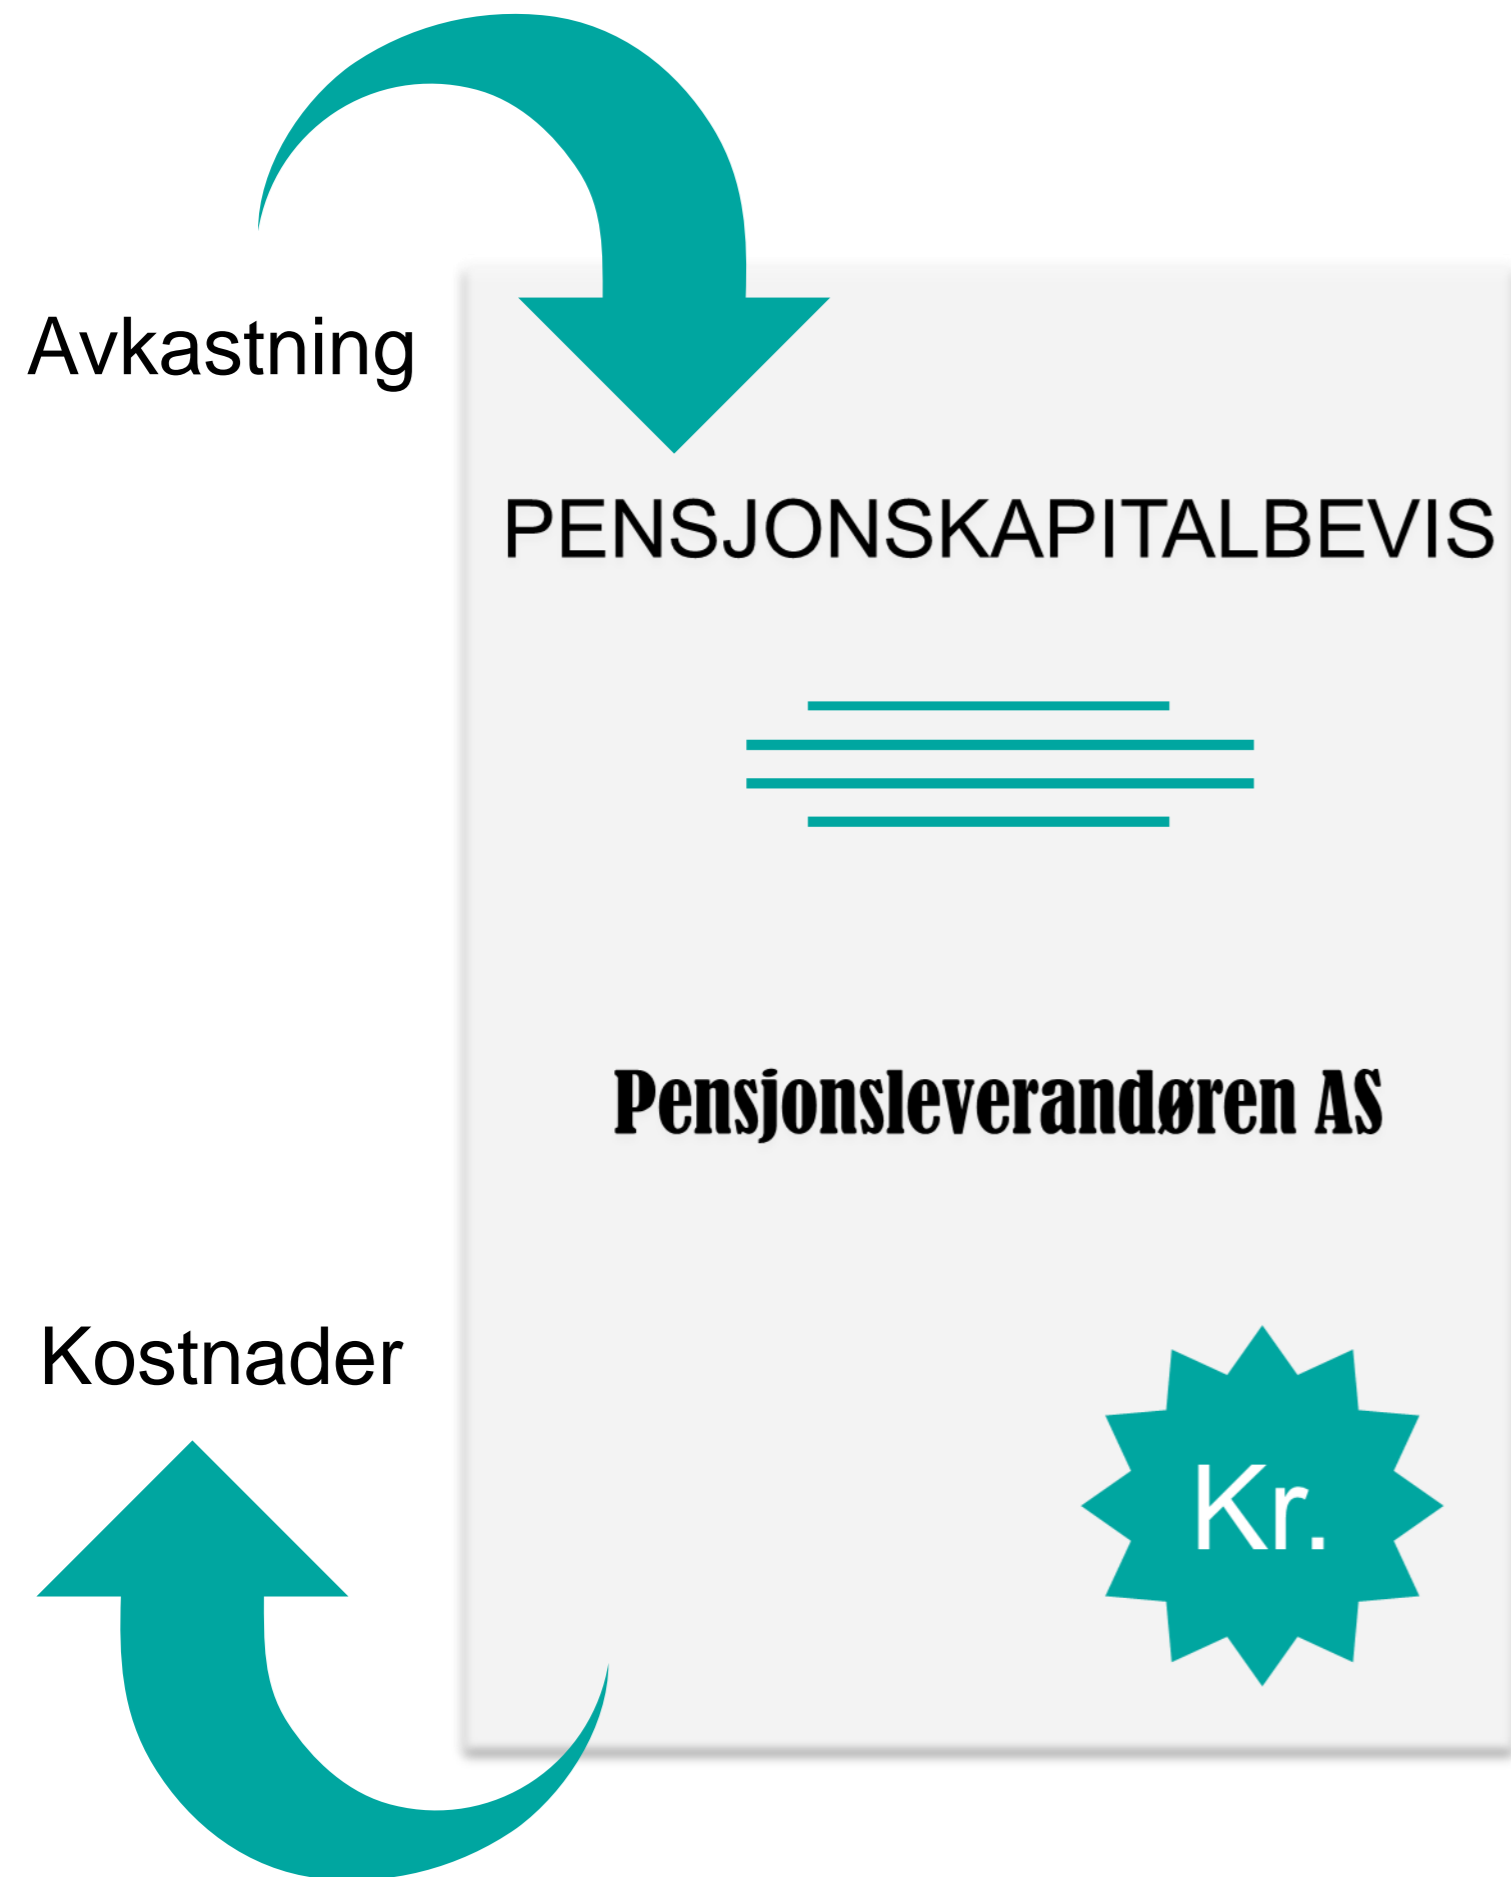 Avkastning
PENSJONSKAPITALBEVIS
Pensjonsleverandøren AS
Kostnader
Kr.